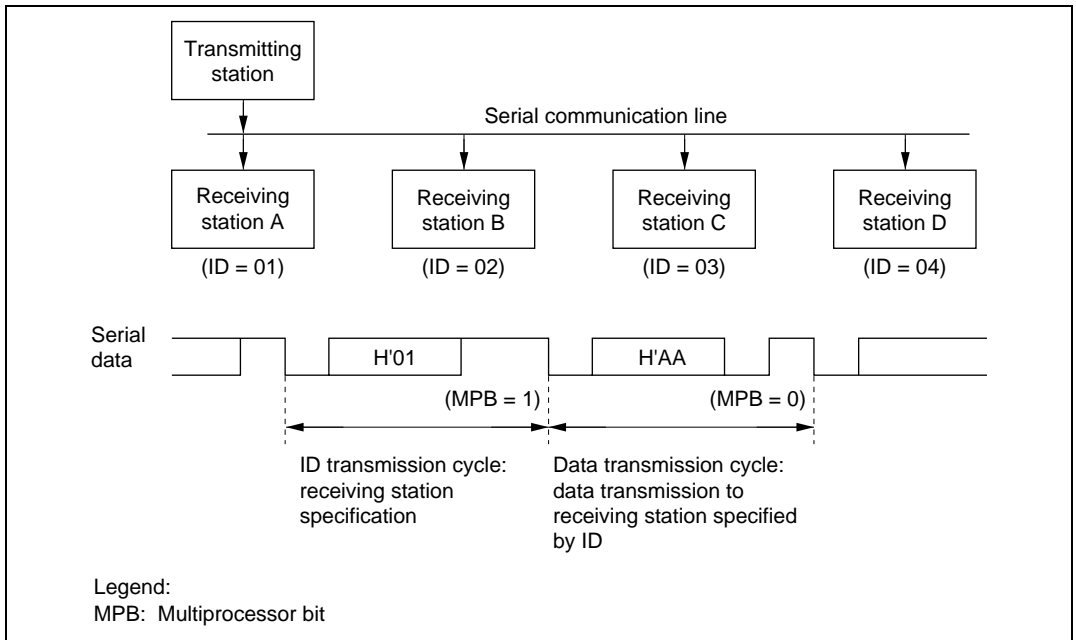 Transmitting
station
Serial communication line
Receiving
station A
Receiving
station B
Receiving
station C
Receiving
station D
(ID = 01)
(ID = 02)
(ID = 03)
(ID = 04)
Serial
data
H'01
H'AA
(MPB = 1)
(MPB = 0)
ID transmission cycle:
receiving station
specification
Data transmission cycle:
data transmission to
receiving station specified
by ID
Legend:
MPB: Multiprocessor bit